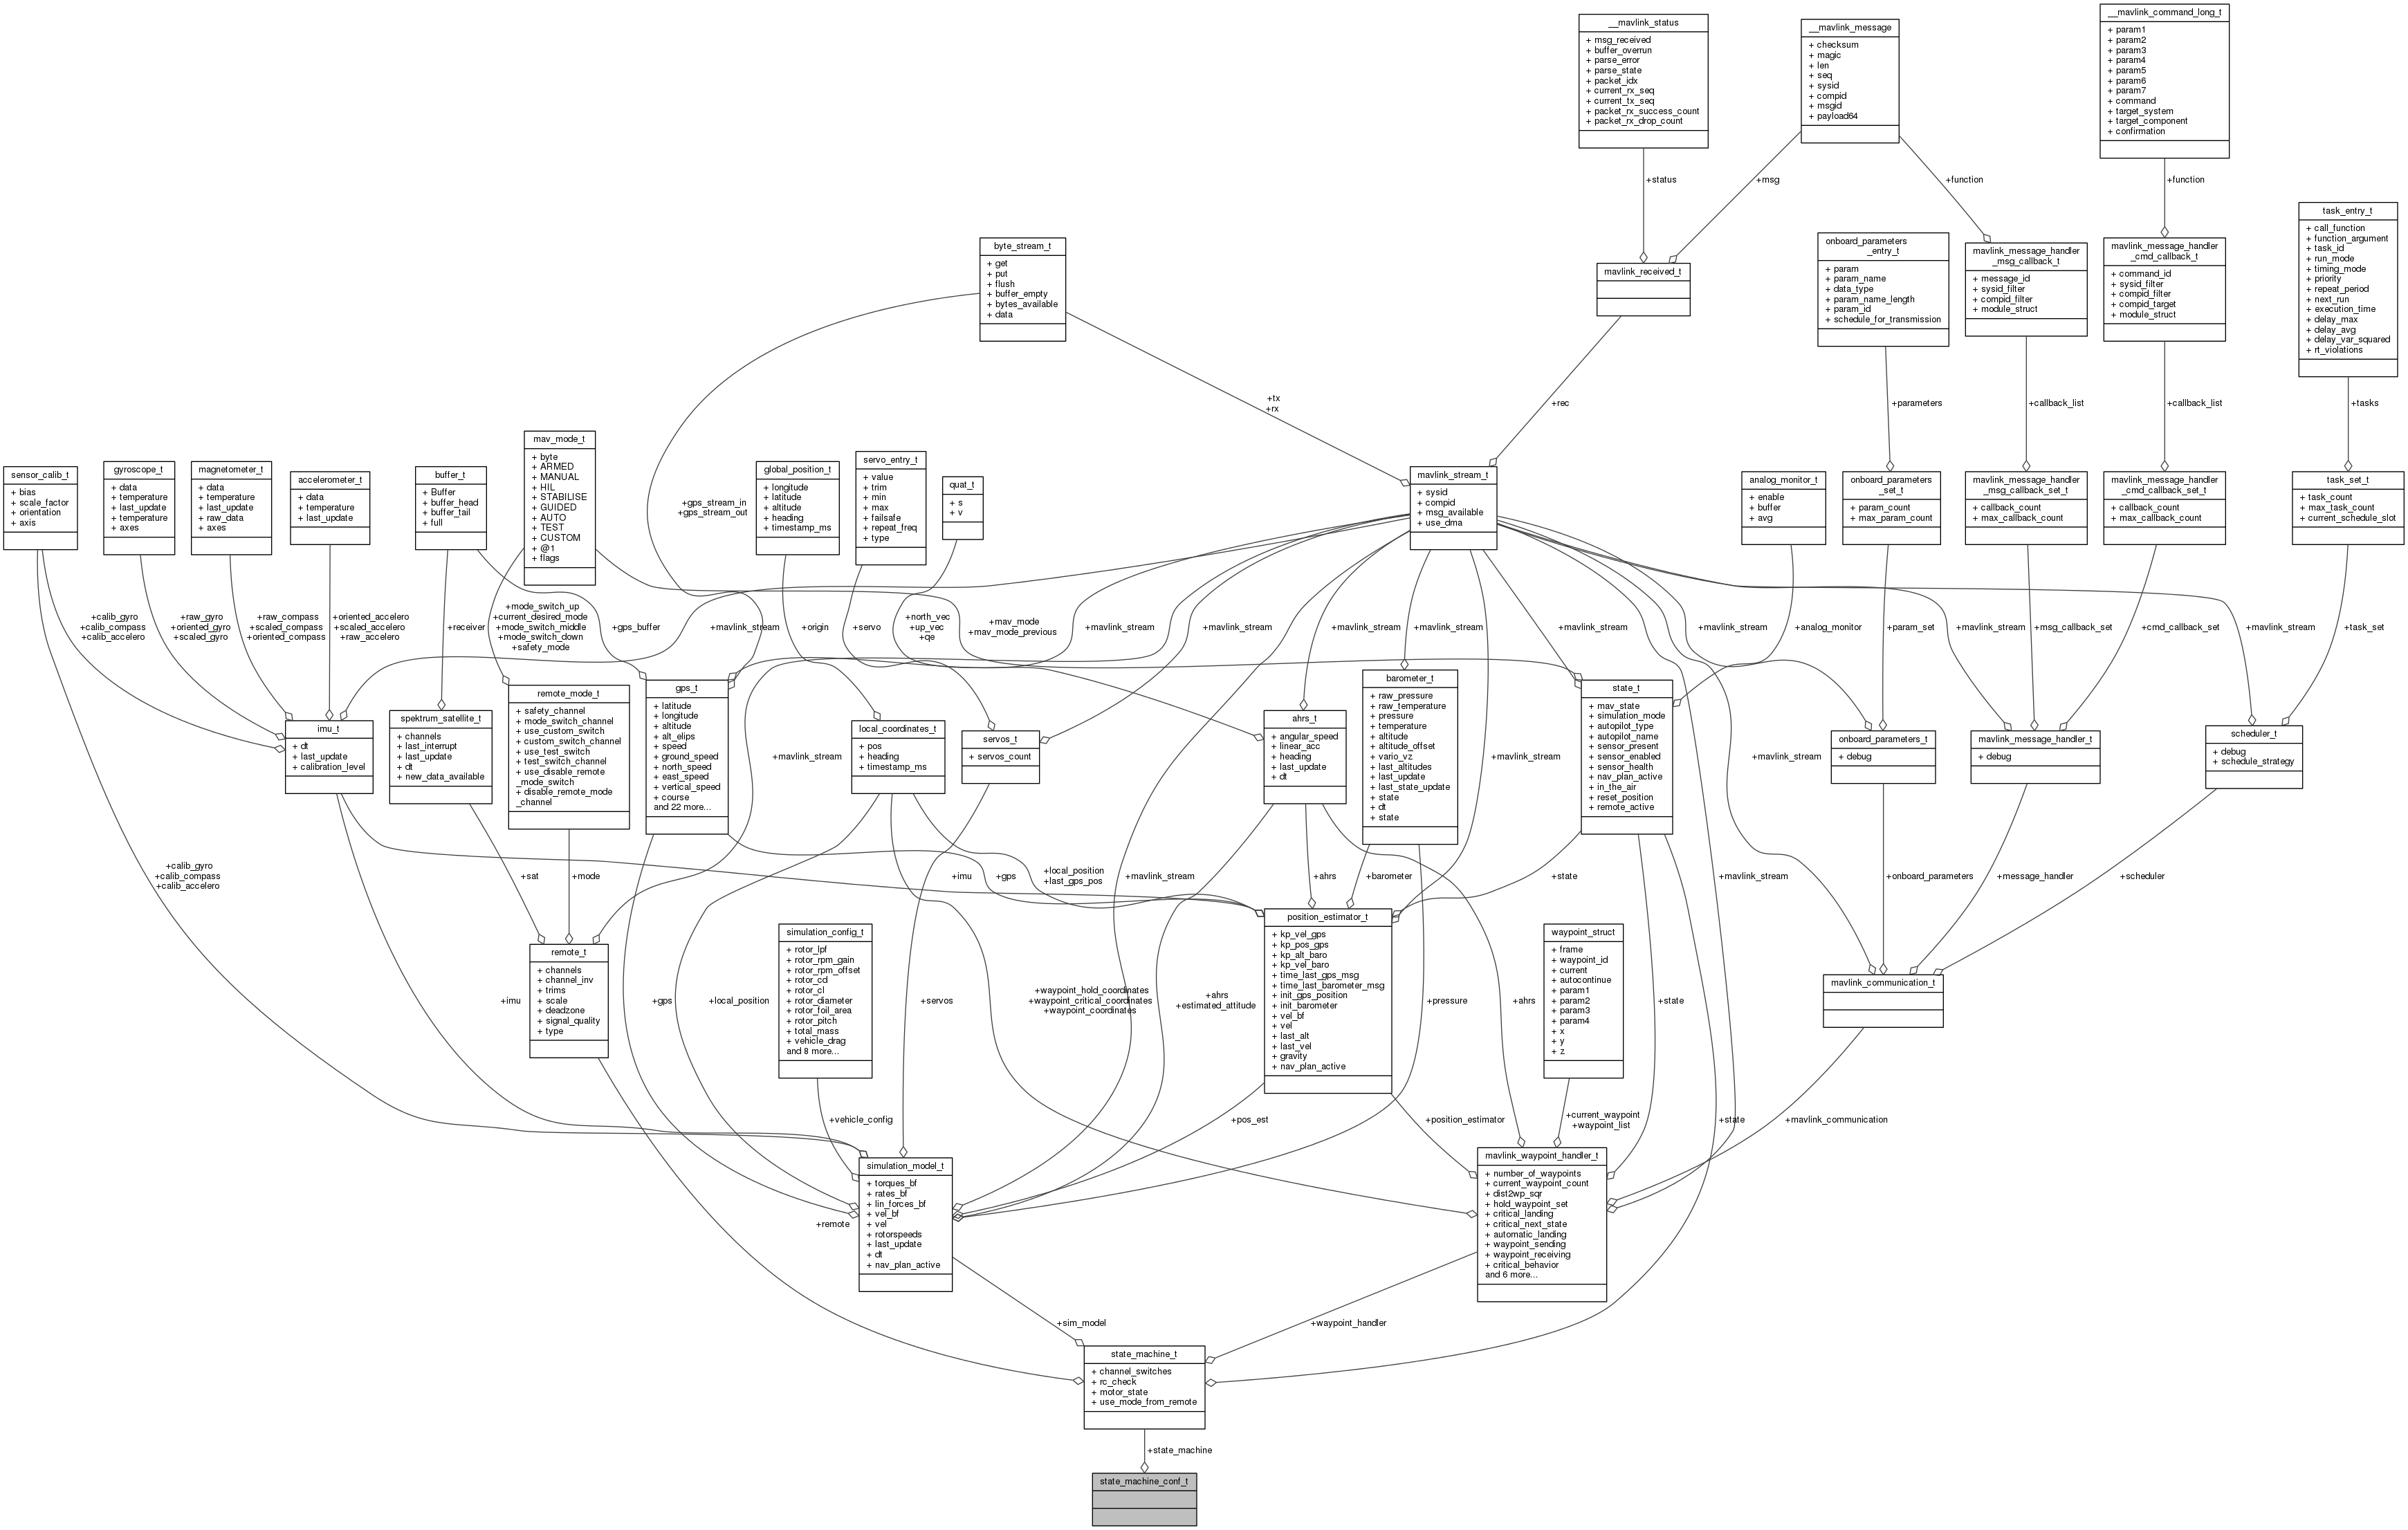 __mavlink_status
+ msg_received
+ buffer_overrun
+ parse_error
+ parse_state
+ packet_idx
+ current_rx_seq
+ current_tx_seq
+ packet_rx_success_count
+ packet_rx_drop_count
__mavlink_message
+ checksum
+ magic
+ len
+ seq
+ sysid
+ compid
+ msgid
+ payload64
__mavlink_command_long_t
+ param1
+ param2
+ param3
+ param4
+ param5
+ param6
+ param7
+ command
+ target_system
+ target_component
+ confirmation
+status
+msg
+function
+function
byte_stream_t
+ get
+ put
+ flush
+ buffer_empty
+ bytes_available
+ data
mavlink_received_t
onboard_parameters
_entry_t
+ param
+ param_name
+ data_type
+ param_name_length
+ param_id
+ schedule_for_transmission
mavlink_message_handler
_msg_callback_t
+ message_id
+ sysid_filter
+ compid_filter
+ module_struct
mavlink_message_handler
_cmd_callback_t
+ command_id
+ sysid_filter
+ compid_filter
+ compid_target
+ module_struct
task_entry_t
+ call_function
+ function_argument
+ task_id
+ run_mode
+ timing_mode
+ priority
+ repeat_period
+ next_run
+ execution_time
+ delay_max
+ delay_avg
+ delay_var_squared
+ rt_violations
+tx
+rx
+rec
+parameters
+callback_list
+callback_list
+tasks
sensor_calib_t
+ bias
+ scale_factor
+ orientation
+ axis
gyroscope_t
+ data
+ temperature
+ last_update
+ temperature
+ axes
magnetometer_t
+ data
+ temperature
+ last_update
+ raw_data
+ axes
accelerometer_t
+ data
+ temperature
+ last_update
buffer_t
+ Buffer
+ buffer_head
+ buffer_tail
+ full
mav_mode_t
+ byte
+ ARMED
+ MANUAL
+ HIL
+ STABILISE
+ GUIDED
+ AUTO
+ TEST
+ CUSTOM
+ @1
+ flags
+gps_stream_in
+gps_stream_out
global_position_t
+ longitude
+ latitude
+ altitude
+ heading
+ timestamp_ms
servo_entry_t
+ value
+ trim
+ min
+ max
+ failsafe
+ repeat_freq
+ type
quat_t
+ s
+ v
mavlink_stream_t
+ sysid
+ compid
+ msg_available
+ use_dma
analog_monitor_t
+ enable
+ buffer
+ avg
onboard_parameters
_set_t
+ param_count
+ max_param_count
mavlink_message_handler
_msg_callback_set_t
+ callback_count
+ max_callback_count
mavlink_message_handler
_cmd_callback_set_t
+ callback_count
+ max_callback_count
task_set_t
+ task_count
+ max_task_count
+ current_schedule_slot
+calib_gyro
+calib_compass
+calib_accelero
+raw_gyro
+oriented_gyro
+scaled_gyro
+raw_compass
+scaled_compass
+oriented_compass
+oriented_accelero
+scaled_accelero
+raw_accelero
+receiver
+mode_switch_up
+current_desired_mode
+mode_switch_middle
+mode_switch_down
+safety_mode
+gps_buffer
+mavlink_stream
+origin
+servo
+north_vec
+up_vec
+qe
+mav_mode
+mav_mode_previous
+mavlink_stream
+mavlink_stream
+mavlink_stream
+mavlink_stream
+mavlink_stream
+mavlink_stream
+analog_monitor
+param_set
+mavlink_stream
+msg_callback_set
+cmd_callback_set
+mavlink_stream
+task_set
imu_t
+ dt
+ last_update
+ calibration_level
spektrum_satellite_t
+ channels
+ last_interrupt
+ last_update
+ dt
+ new_data_available
remote_mode_t
+ safety_channel
+ mode_switch_channel
+ use_custom_switch
+ custom_switch_channel
+ use_test_switch
+ test_switch_channel
+ use_disable_remote
_mode_switch
+ disable_remote_mode
_channel
gps_t
+ latitude
+ longitude
+ altitude
+ alt_elips
+ speed
+ ground_speed
+ north_speed
+ east_speed
+ vertical_speed
+ course
and 22 more...
+mavlink_stream
local_coordinates_t
+ pos
+ heading
+ timestamp_ms
servos_t
+ servos_count
ahrs_t
+ angular_speed
+ linear_acc
+ heading
+ last_update
+ dt
barometer_t
+ raw_pressure
+ raw_temperature
+ pressure
+ temperature
+ altitude
+ altitude_offset
+ vario_vz
+ last_altitudes
+ last_update
+ last_state_update
+ state
+ dt
+ state
+mavlink_stream
state_t
+ mav_state
+ simulation_mode
+ autopilot_type
+ autopilot_name
+ sensor_present
+ sensor_enabled
+ sensor_health
+ nav_plan_active
+ in_the_air
+ reset_position
+ remote_active
+mavlink_stream
onboard_parameters_t
+ debug
mavlink_message_handler_t
+ debug
scheduler_t
+ debug
+ schedule_strategy
+calib_gyro
+calib_compass
+calib_accelero
+sat
+mode
+imu
+gps
+local_position
+last_gps_pos
+mavlink_stream
+ahrs
+barometer
+state
+mavlink_stream
+onboard_parameters
+message_handler
+scheduler
+imu
remote_t
+ channels
+ channel_inv
+ trims
+ scale
+ deadzone
+ signal_quality
+ type
+gps
+local_position
simulation_config_t
+ rotor_lpf
+ rotor_rpm_gain
+ rotor_rpm_offset
+ rotor_cd
+ rotor_cl
+ rotor_diameter
+ rotor_foil_area
+ rotor_pitch
+ total_mass
+ vehicle_drag
and 8 more...
+servos
+waypoint_hold_coordinates
+waypoint_critical_coordinates
+waypoint_coordinates
+ahrs
+estimated_attitude
position_estimator_t
+ kp_vel_gps
+ kp_pos_gps
+ kp_alt_baro
+ kp_vel_baro
+ time_last_gps_msg
+ time_last_barometer_msg
+ init_gps_position
+ init_barometer
+ vel_bf
+ vel
+ last_alt
+ last_vel
+ gravity
+ nav_plan_active
+pressure
+ahrs
waypoint_struct
+ frame
+ waypoint_id
+ current
+ autocontinue
+ param1
+ param2
+ param3
+ param4
+ x
+ y
+ z
+state
mavlink_communication_t
+vehicle_config
+pos_est
+position_estimator
+current_waypoint
+waypoint_list
+state
+mavlink_communication
+remote
simulation_model_t
+ torques_bf
+ rates_bf
+ lin_forces_bf
+ vel_bf
+ vel
+ rotorspeeds
+ last_update
+ dt
+ nav_plan_active
mavlink_waypoint_handler_t
+ number_of_waypoints
+ current_waypoint_count
+ dist2wp_sqr
+ hold_waypoint_set
+ critical_landing
+ critical_next_state
+ automatic_landing
+ waypoint_sending
+ waypoint_receiving
+ critical_behavior
and 6 more...
+sim_model
+waypoint_handler
state_machine_t
+ channel_switches
+ rc_check
+ motor_state
+ use_mode_from_remote
+state_machine
state_machine_conf_t